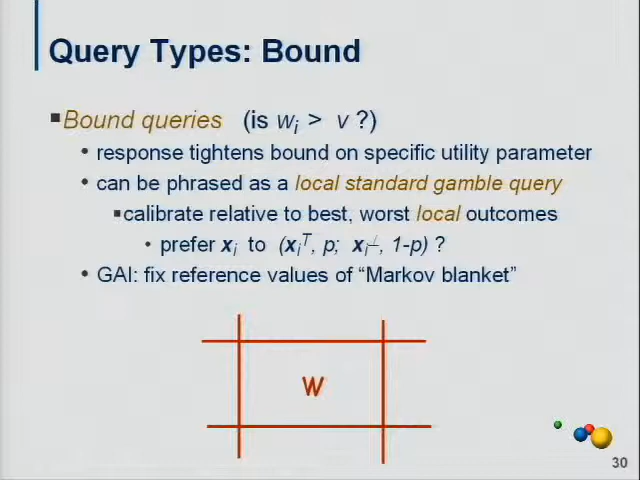 Query Types: Bound
▪Bound queries (is wᵢ > v ?)
• response tightens bound on specific utility parameter
• can be phrased as a local standard gamble query
▪calibrate relative to best, worst local outcomes
• prefer xᵢ to (xᵢ⊤, p; xᵢ⊥, 1-p) ?
• GAI: fix reference values of “Markov blanket”
W
30